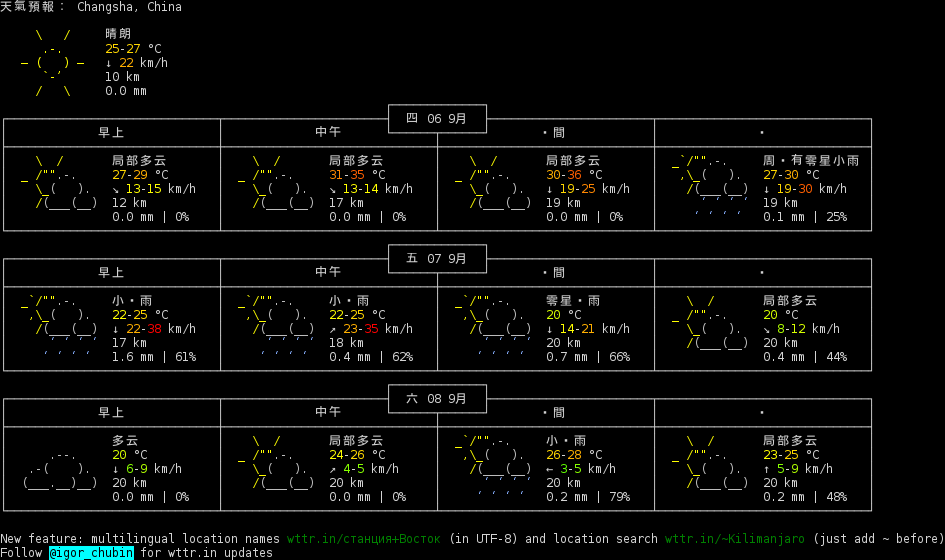 天氣預報： Changsha, China
晴朗
25-27 °C
↓ 22 km/h
10 km
0.0 mm
四 06 9月
早上 中午 ・間 ・
局部多云 局部多云 局部多云 周・有零星小雨
27-29 °C 31-35 °C 30-36 °C 27-30 °C
↘ 13-15 km/h ↘ 13-14 km/h ↓ 19-25 km/h ↓ 19-30 km/h
12 km 17 km 19 km 19 km
0.0 mm | 0% 0.0 mm | 0% 0.0 mm | 0% 0.1 mm | 25%
五 07 9月
早上 中午 ・間 ・
小・雨 小・雨 零星・雨 局部多云
22-25 °C 22-25 °C 20 °C 20 °C
↓ 22-38 km/h ↗ 23-35 km/h ↓ 14-21 km/h ↘ 8-12 km/h
17 km 18 km 20 km 20 km
1.6 mm | 61% 0.4 mm | 62% 0.7 mm | 66% 0.4 mm | 44%
六 08 9月
早上 中午 ・間 ・
多云 局部多云 小・雨 局部多云
20 °C 24-26 °C 26-28 °C 23-25 °C
↓ 6-9 km/h ↗ 4-5 km/h ← 3-5 km/h ↑ 5-9 km/h
20 km 20 km 20 km 20 km
0.0 mm | 0% 0.0 mm | 0% 0.2 mm | 79% 0.2 mm | 48%
New feature: multilingual location names wttr.in/станция+Восток (in UTF-8) and location search wttr.in/~Kilimanjaro (just add ~ before)
Follow @igor_chubin for wttr.in updates